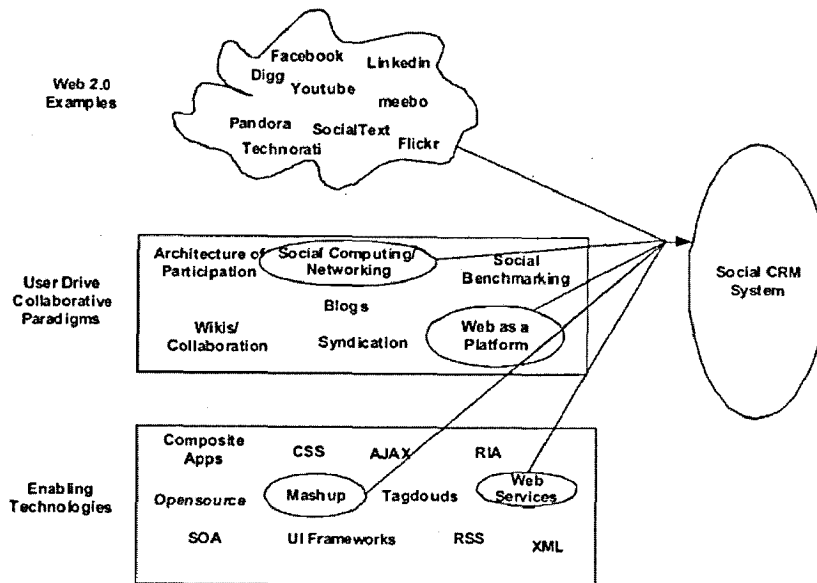 Web 2.0
Examples
Facebook
Linkedin
Digg
Youtube
meebo
Pandora
SocialText
Technorati
Flickr
Social CRM
System
User Drive
Collaborative
Paradigms
Architecture of
Participation
Social Computing/
Networking
Social
Benchmarking
Blogs
Wikis/
Collaboration
Syndication
Web as a
Platform
Enabling
Technologies
Composite
Apps
CSS
AJAX
RIA
Opensource
Mashup
Tagdouds
Web
Services
SOA
UI Frameworks
RSS
XML